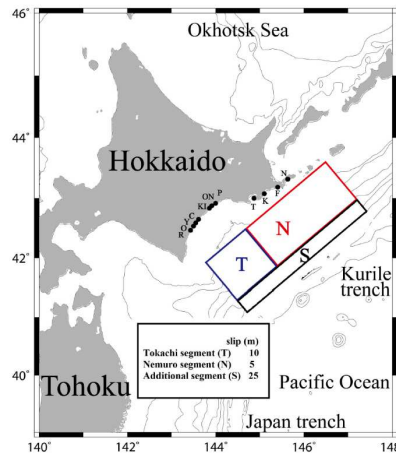 46°
Okhotsk Sea
44°
Hokkaido
N
F
K
T
P
ON
KI
C
Y
O
R
N
42°
T
S
Kurile
trench
slip (m)
Tokachi segment (T) 10
Nemuro segment (N) 5
Additional segment (S) 25
40°
Tohoku
Pacific Ocean
Japan trench
140° 142° 144° 146° 148°